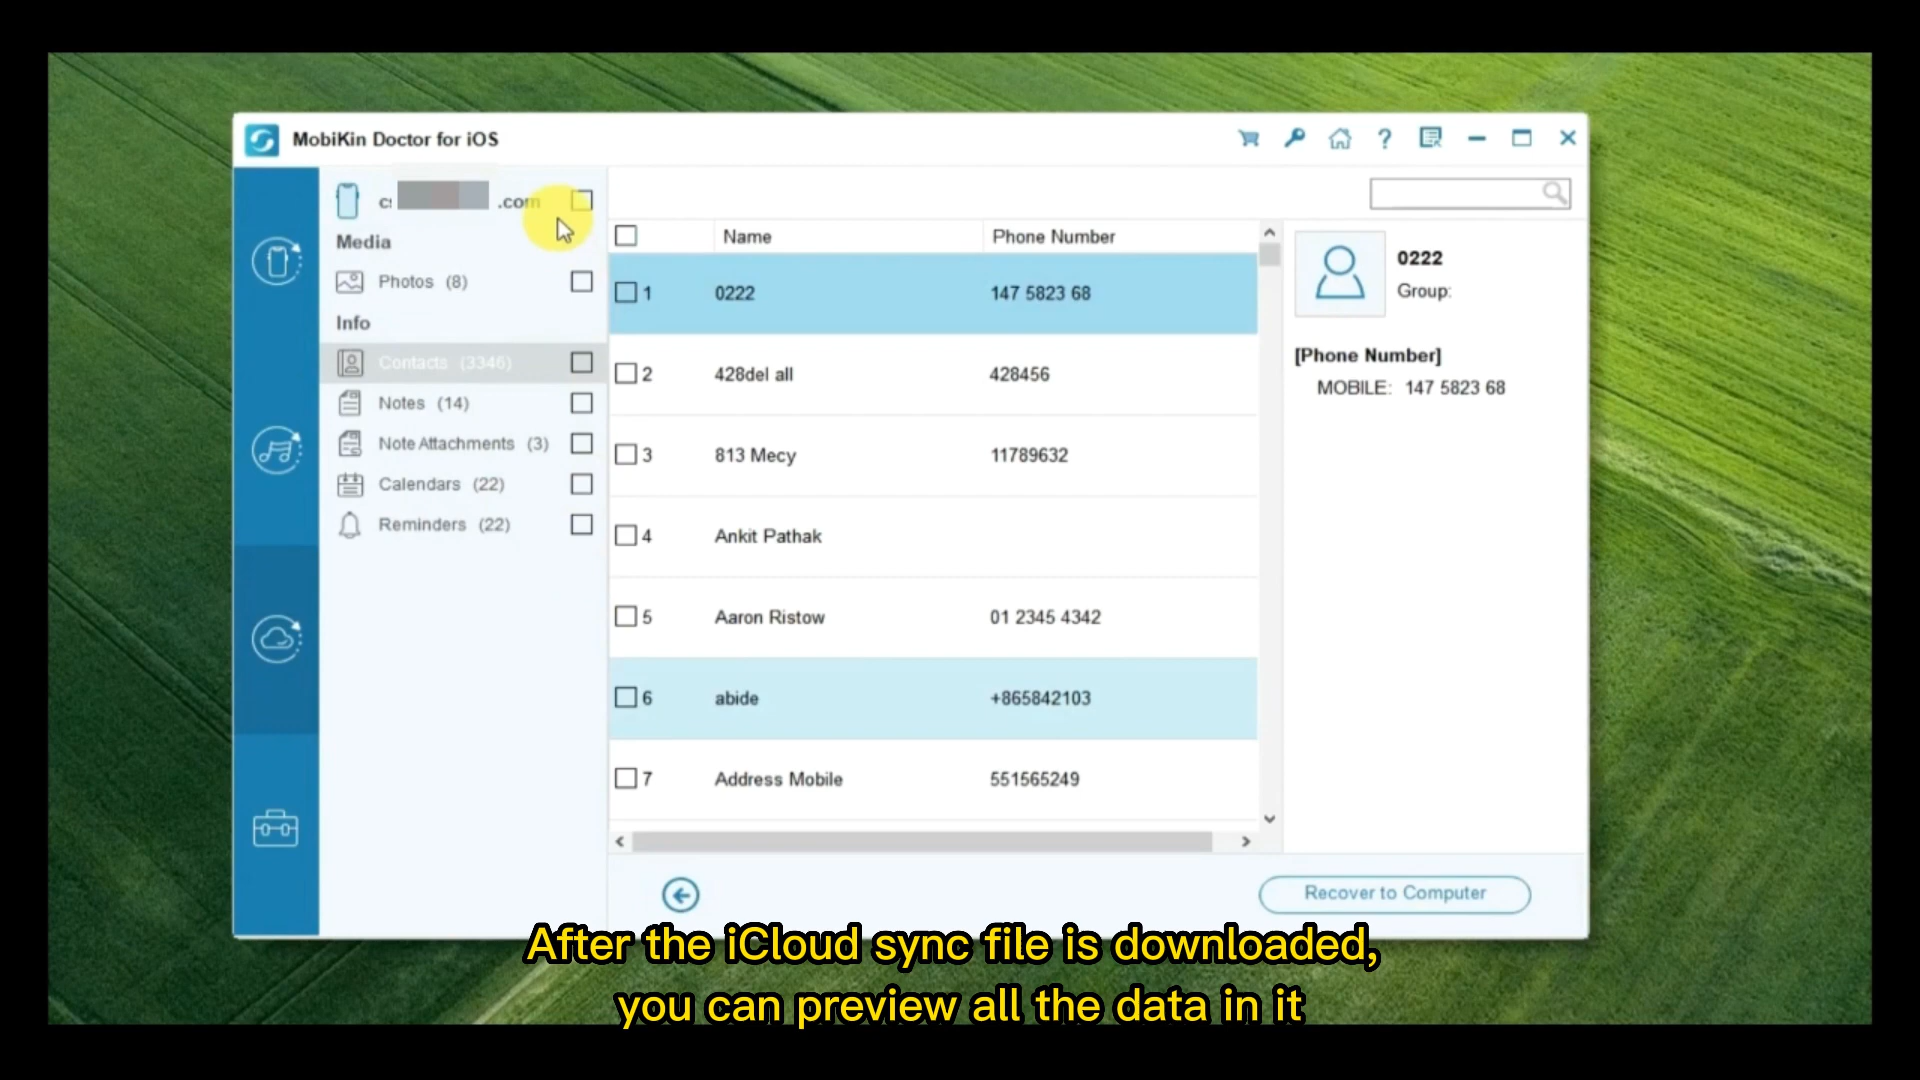 MobiKin Doctor for iOS
.com
Media
Photos (8)
Info
Contacts (3346)
Notes (14)
Note Attachments (3)
Calendars (22)
Reminders (22)
Name Phone Number
1 0222 147 5823 68
2 428del all 428456
3 813 Mecy 11789632
4 Ankit Pathak
5 Aaron Ristow 01 2345 4342
6 abide +865842103
7 Address Mobile 551565249
0222
Group:
[Phone Number]
MOBILE: 147 5823 68
Recover to Computer
After the iCloud sync file is downloaded,
you can preview all the data in it